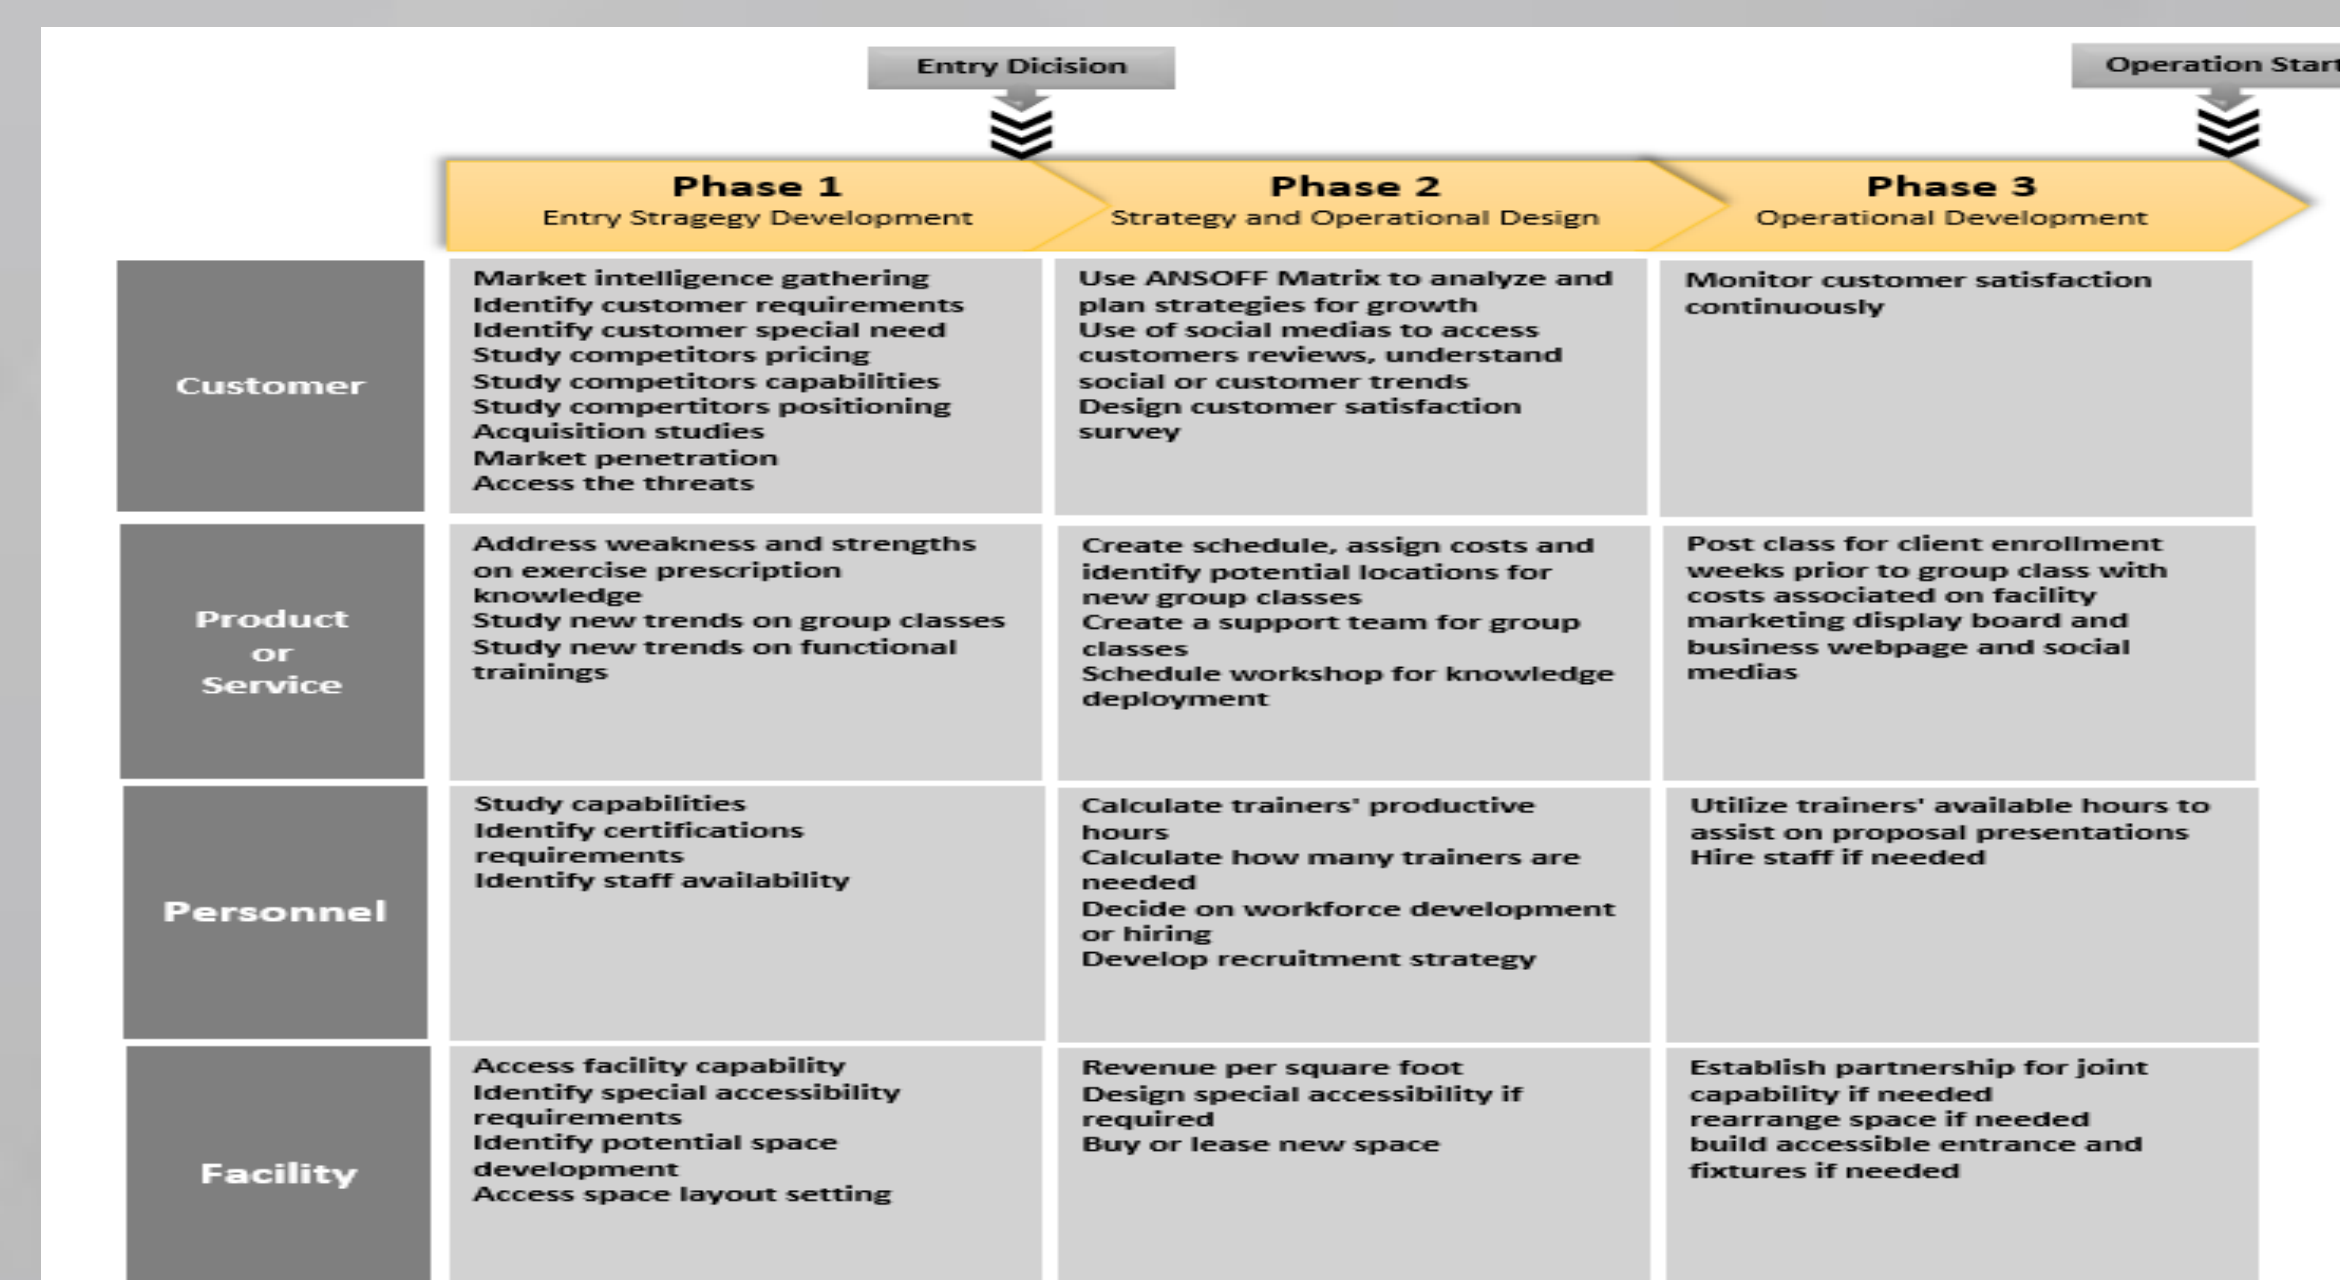 Entry Dicision
Operation Start
Phase 1
Entry Stragegy Development
Phase 2
Strategy and Operational Design
Phase 3
Operational Development
Customer
Market intelligence gathering
Identify customer requirements
Identify customer special need
Study competitors pricing
Study competitors capabilities
Study compertitors positioning
Acquisition studies
Market penetration
Access the threats
Use ANSOFF Matrix to analyze and
plan strategies for growth
Use of social medias to access
customers reviews, understand
social or customer trends
Design customer satisfaction
survey
Monitor customer satisfaction
continuously
Product
or
Service
Address weakness and strengths
on exercise prescription
knowledge
Study new trends on group classes
Study new trends on functional
trainings
Create schedule, assign costs and
identify potential locations for
new group classes
Create a support team for group
classes
Schedule workshop for knowledge
deployment
Post class for client enrollment
weeks prior to group class with
costs associated on facility
marketing display board and
business webpage and social
medias
Personnel
Study capabilities
Identify certifications
requirements
Identify staff availability
Calculate trainers' productive
hours
Calculate how many trainers are
needed
Decide on workforce development
or hiring
Develop recruitment strategy
Utilize trainers' available hours to
assist on proposal presentations
Hire staff if needed
Facility
Access facility capability
Identify special accessibility
requirements
Identify potential space
development
Access space layout setting
Revenue per square foot
Design special accessibility if
required
Buy or lease new space
Establish partnership for joint
capability if needed
rearrange space if needed
build accessible entrance and
fixtures if needed